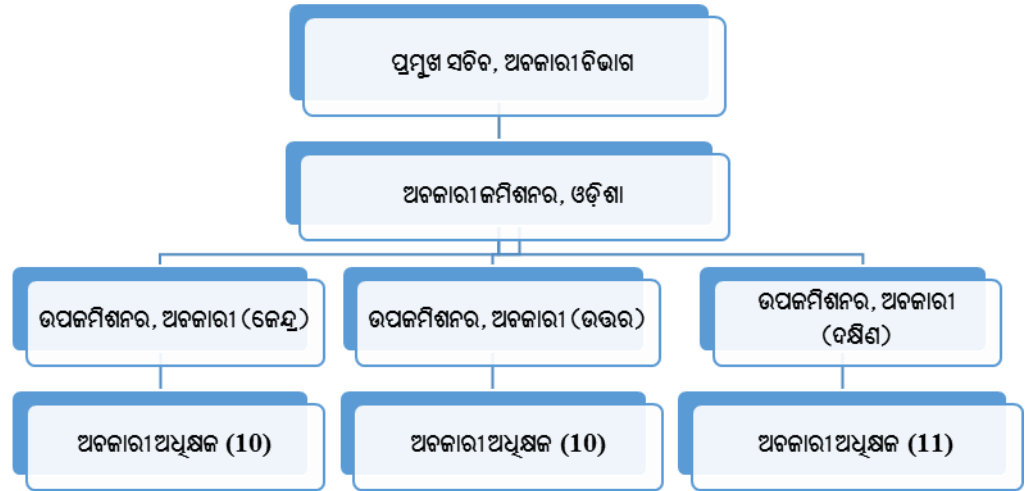 ପ୍ରମୁଖ ସଚିବ, ଅବକାରୀ ବିଭାଗ
ଅବକାରୀ କମିଶନର, ଓଡ଼ିଶା
ଉପକମିଶନର, ଅବକାରୀ (କେନ୍ଦ୍ର)
ଉପକମିଶନର, ଅବକାରୀ (ଉତ୍ତର)
ଉପକମିଶନର, ଅବକାରୀ
(ଦକ୍ଷିଣ)
ଅବକାରୀ ଅଧିକ୍ଷକ (10)
ଅବକାରୀ ଅଧିକ୍ଷକ (10)
ଅବକାରୀ ଅଧିକ୍ଷକ (11)